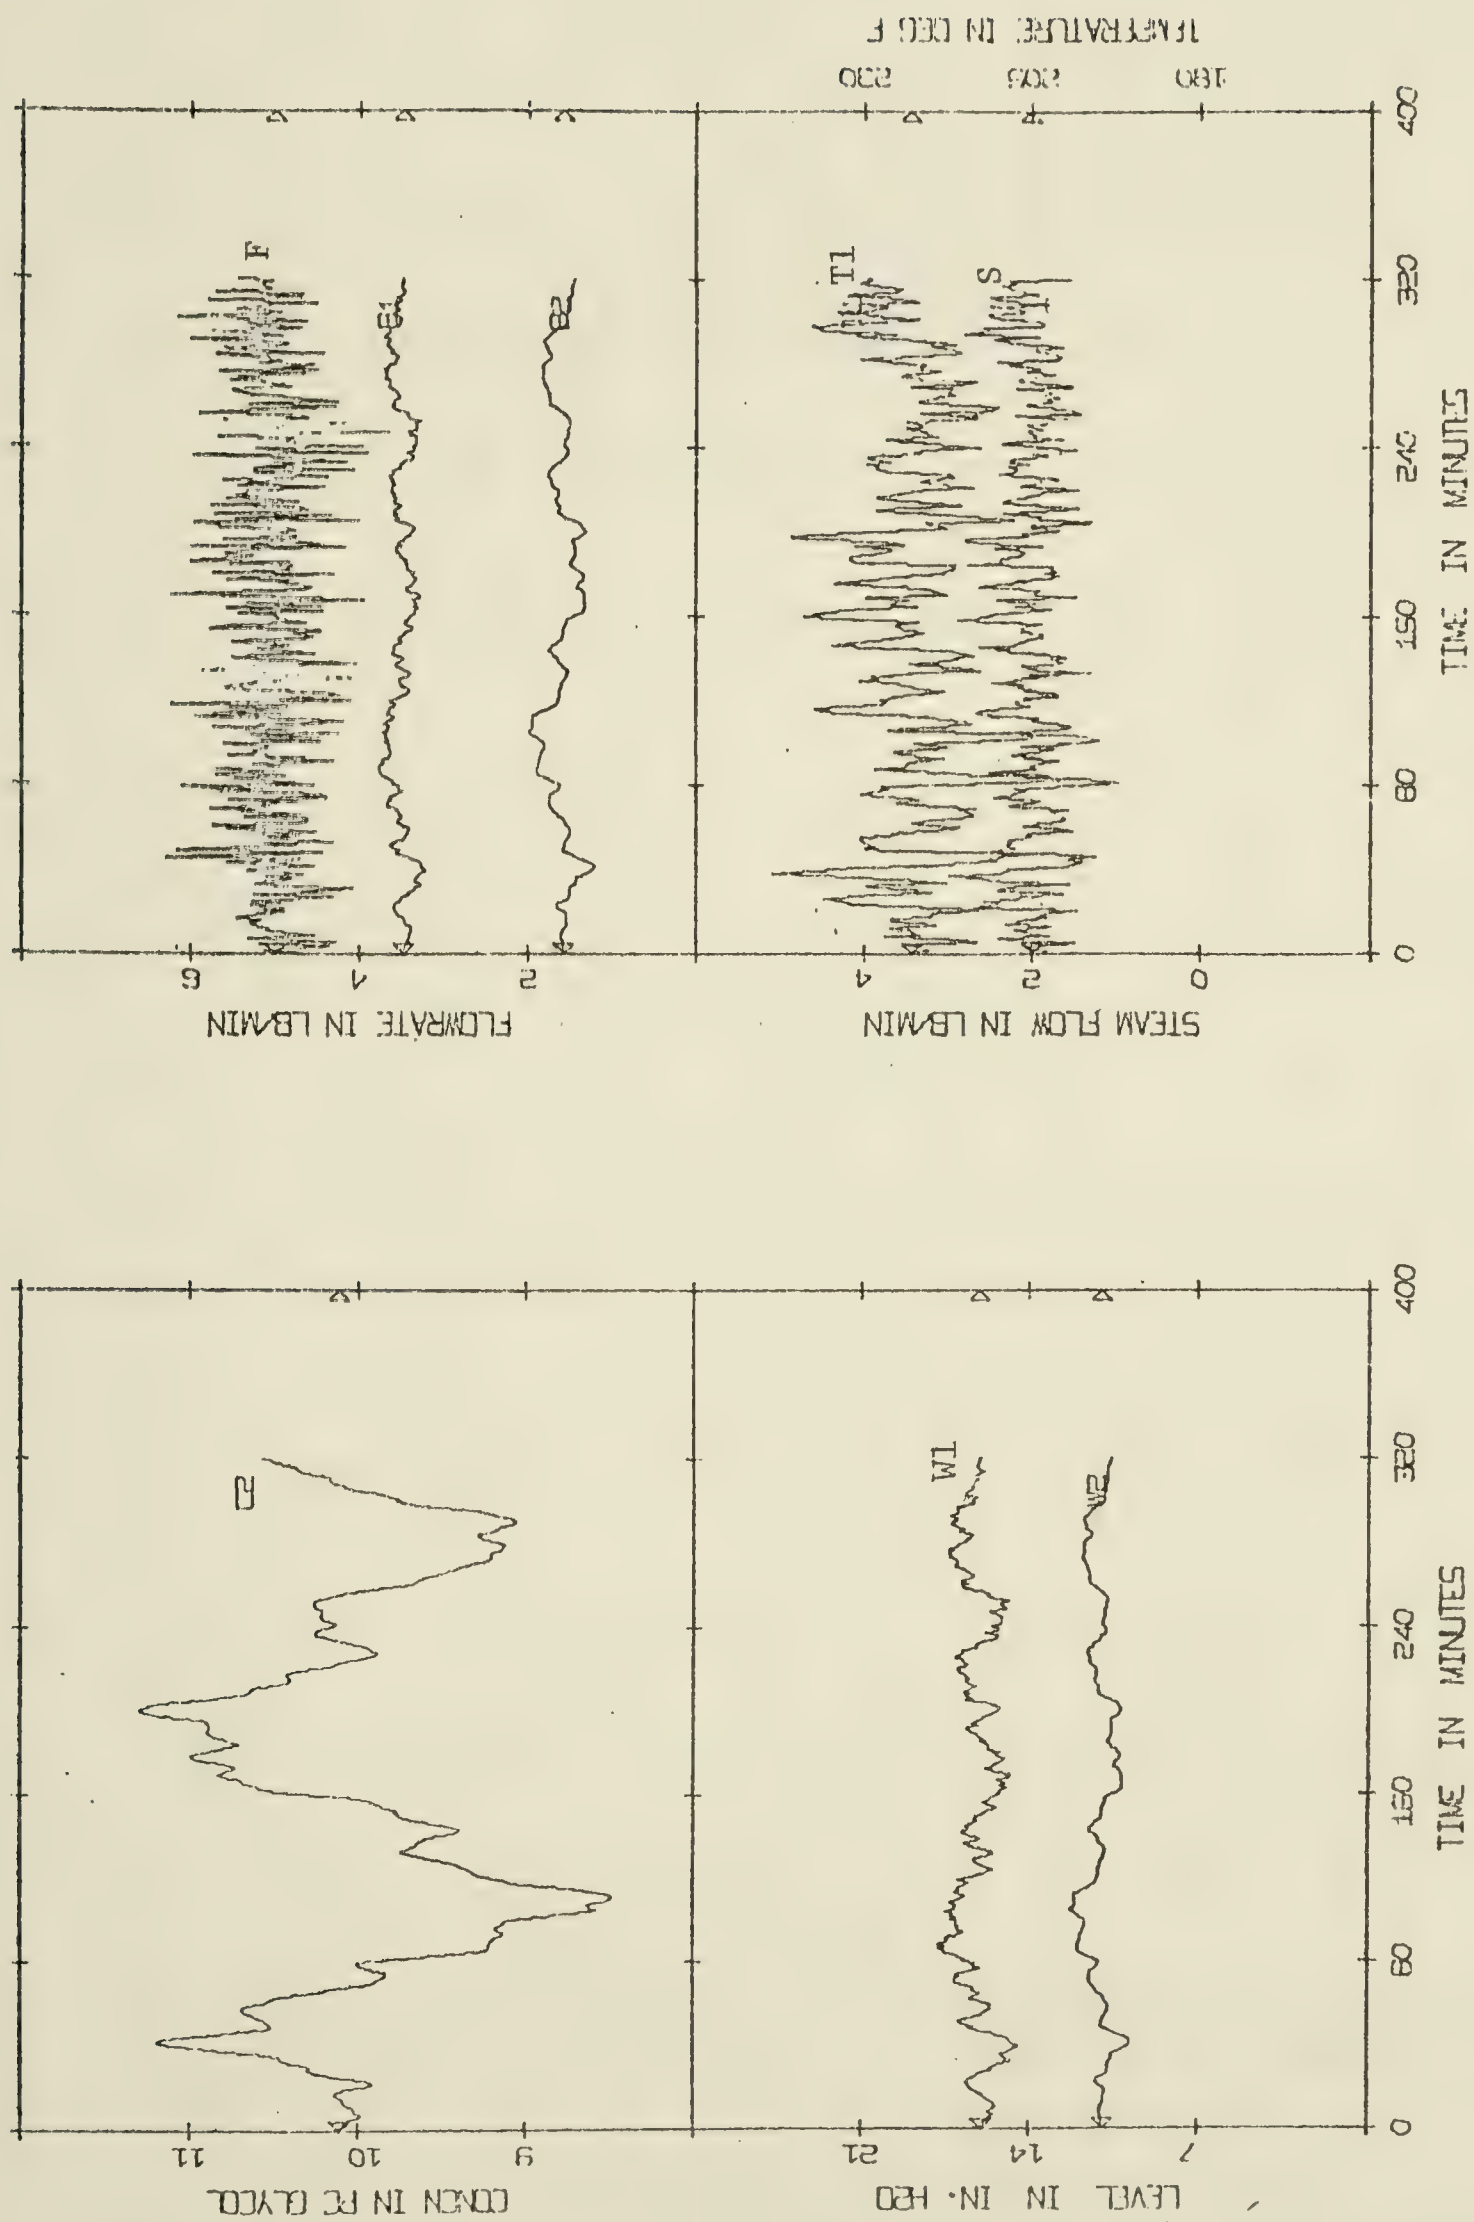 CONCN IN PC GLYCOL
11
10
9
C2
LEVEL IN IN. H2O
21
14
7
W1
W2
0
80
160
240
320
400
TIME IN MINUTES
FLOWRATE IN LB/MIN
6
4
2
F
B1
B2
STEAM FLOW IN LB/MIN
4
2
0
T1
S
TEMPERATURE IN DEG F
230
205
180
0
80
160
240
320
400
TIME IN MINUTES